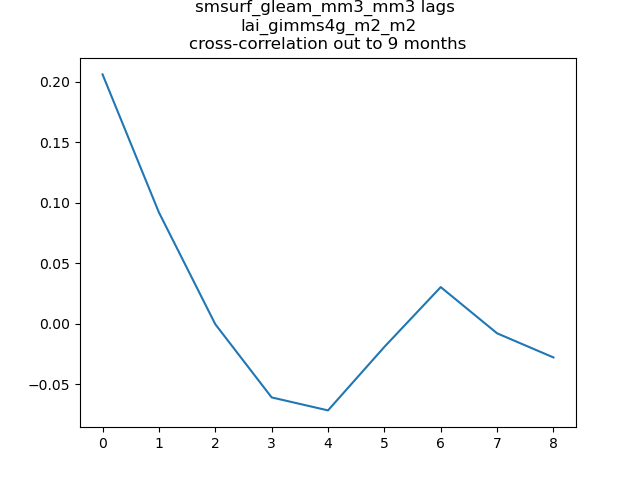 smsurf_gleam_mm3_mm3 lags
lai_gimms4g_m2_m2
cross-correlation out to 9 months
0.20
0.15
0.10
0.05
0.00
−0.05
0 1 2 3 4 5 6 7 8